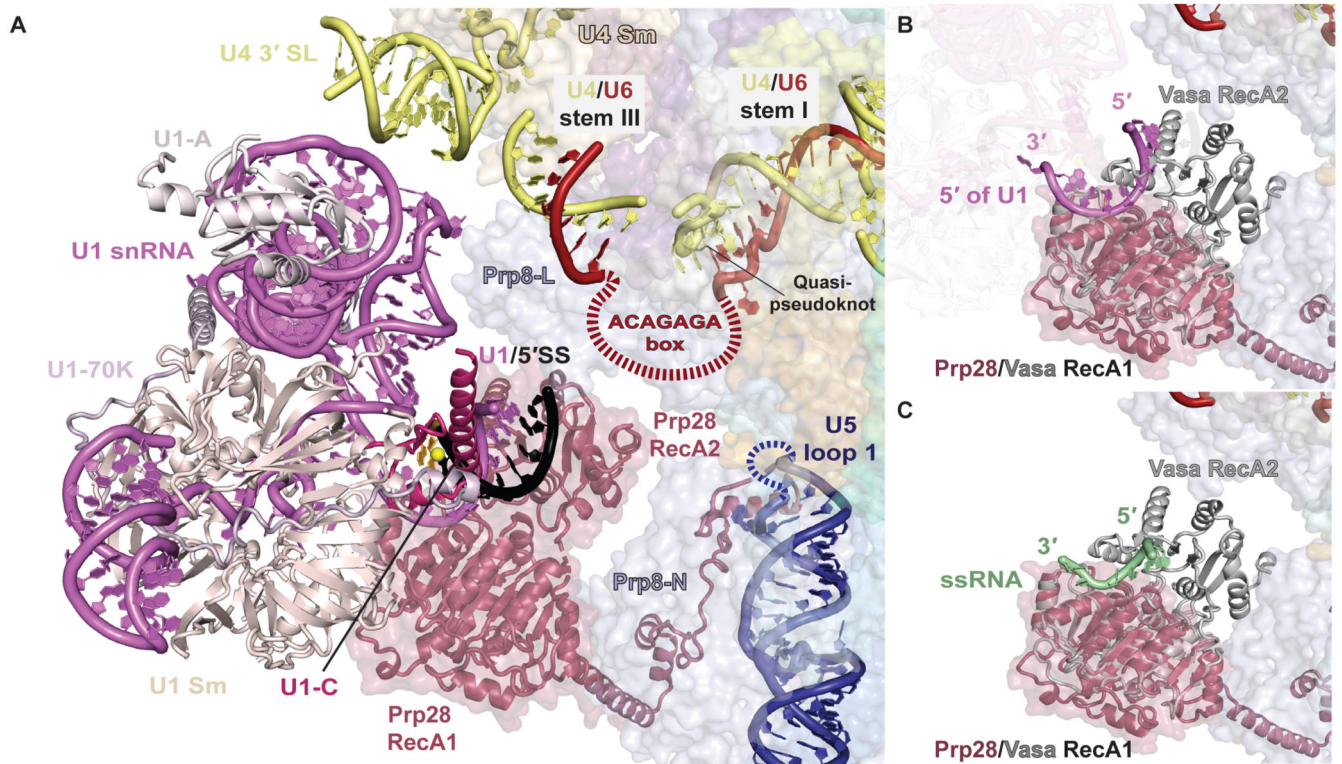 A
U4 3′ SL
U4 Sm
U4/U6
stem III
U4/U6
stem I
U1-A
U1 snRNA
Prp8-L
Quasi-
pseudoknot
ACAGAGA
box
U1-70K
U1/5′SS
Prp28
RecA2
U5
loop 1
Prp8-N
U1 Sm
U1-C
Prp28
RecA1
B
5′
Vasa RecA2
3′
5′ of U1
Prp28/Vasa RecA1
C
Vasa RecA2
5′
3′
ssRNA
Prp28/Vasa RecA1